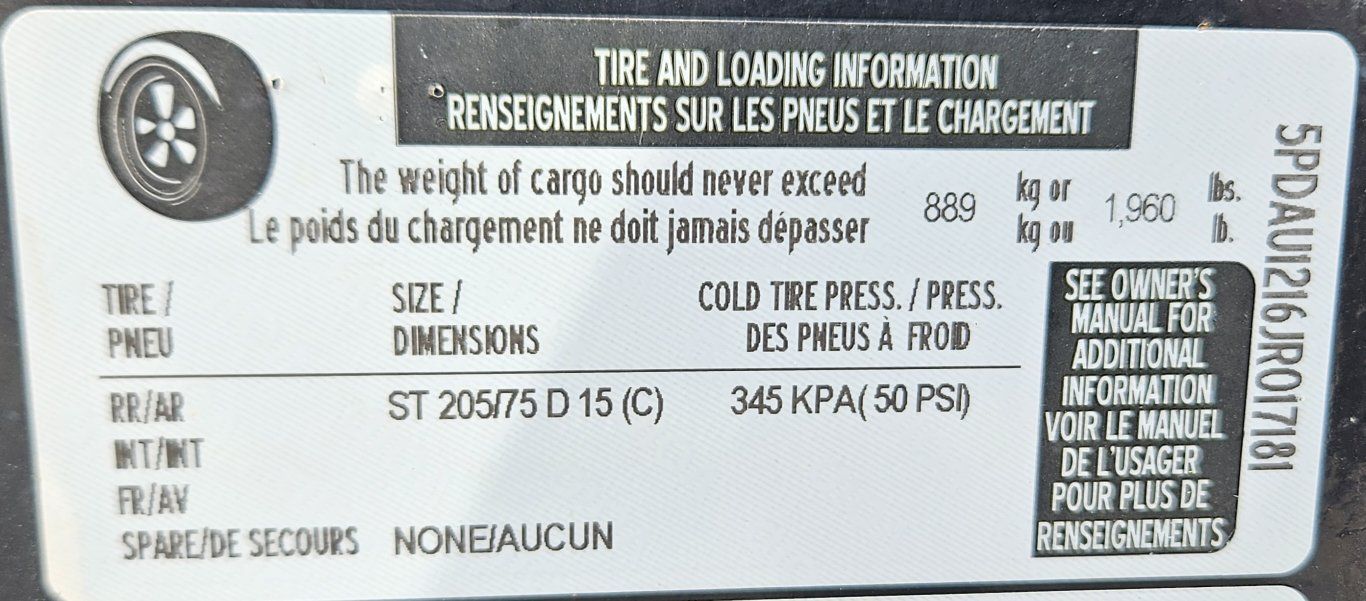 TIRE AND LOADING INFORMATION
RENSEIGNEMENTS SUR LES PNEUS ET LE CHARGEMENT
The weight of cargo should never exceed 889 kg or 1,960 lbs.
Le poids du chargement ne doit jamais dépasser kg ou lb.
TIRE / SIZE / COLD TIRE PRESS. / PRESS.
PNEU DIMENSIONS DES PNEUS À FROID
RR/AR ST 205/75 D 15 (C) 345 KPA( 50 PSI)
INT/INT
FR/AV
SPARE/DE SECOURS NONE/AUCUN
SEE OWNER'S
MANUAL FOR
ADDITIONAL
INFORMATION
VOIR LE MANUEL
DE L'USAGER
POUR PLUS DE
RENSEIGNEMENTS
5PDAU1216JR017181